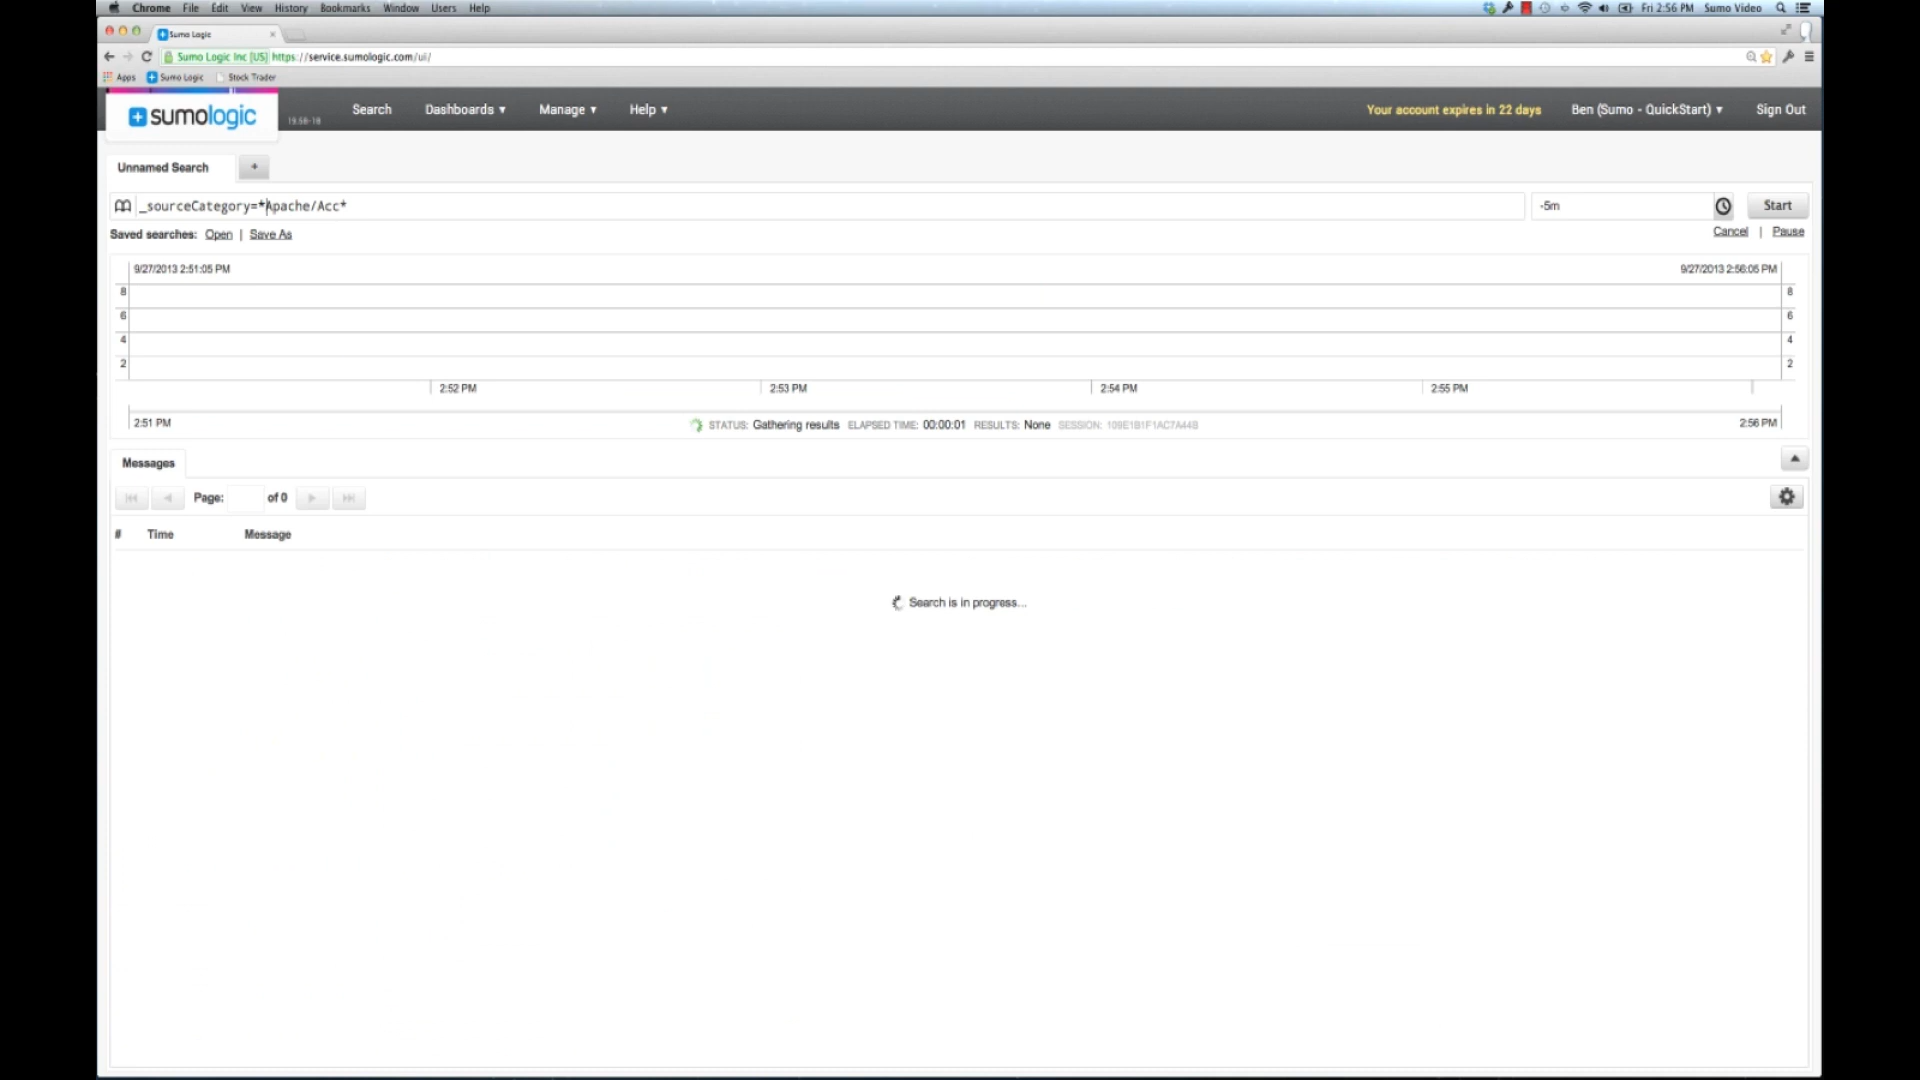 Chrome File Edit View History Bookmarks Window Users Help Fri 2:56 PM Sumo Video
Sumo Logic
Sumo Logic Inc [US] https://service.sumologic.com/ui/
Apps Sumo Logic Stock Trader
sumologic Search Dashboards ▾ Manage ▾ Help ▾ Your account expires in 22 days Ben (Sumo - QuickStart) ▾ Sign Out
Unnamed Search +
_sourceCategory=*Apache/Acc* -5m Start
Saved searches: Open | Save As Cancel | Pause
9/27/2013 2:51:05 PM 9/27/2013 2:56:05 PM
8 8
6 6
4 4
2 2
2:52 PM 2:53 PM 2:54 PM 2:55 PM
2:51 PM STATUS: Gathering results ELAPSED TIME: 00:00:01 RESULTS: None SESSION: 2:56 PM
Messages
Page: of 0
# Time Message
Search is in progress...